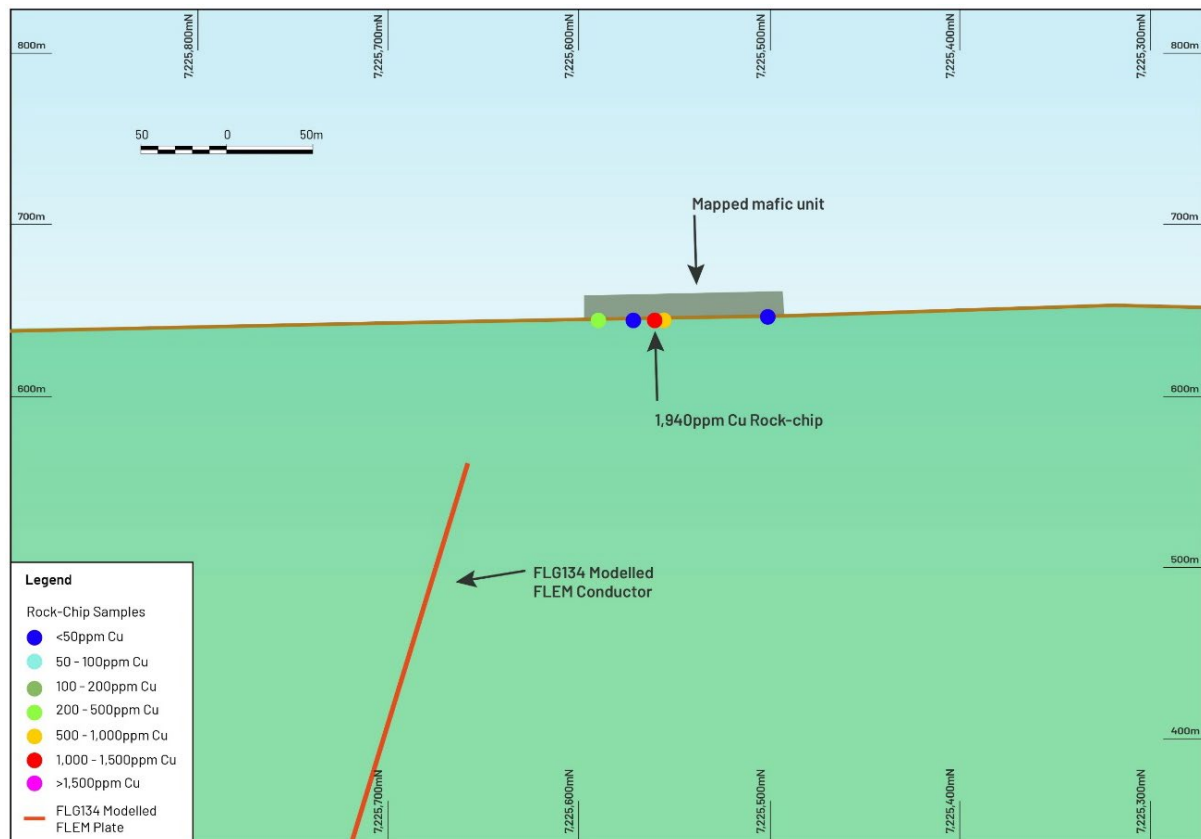 7,225,800mN
7,225,700mN
7,225,600mN
7,225,500mN
7,225,400mN
7,225,300mN
800m
800m
50 0 50m
Mapped mafic unit
700m
700m
600m
600m
1,940ppm Cu Rock-chip
FLG134 Modelled
FLEM Conductor
500m
500m
400m
Legend
Rock-Chip Samples
<50ppm Cu
50 - 100ppm Cu
100 - 200ppm Cu
200 - 500ppm Cu
500 - 1,000ppm Cu
1,000 - 1,500ppm Cu
>1,500ppm Cu
FLG134 Modelled
FLEM Plate
7,225,700mN
7,225,600mN
7,225,500mN
7,225,400mN
7,225,300mN